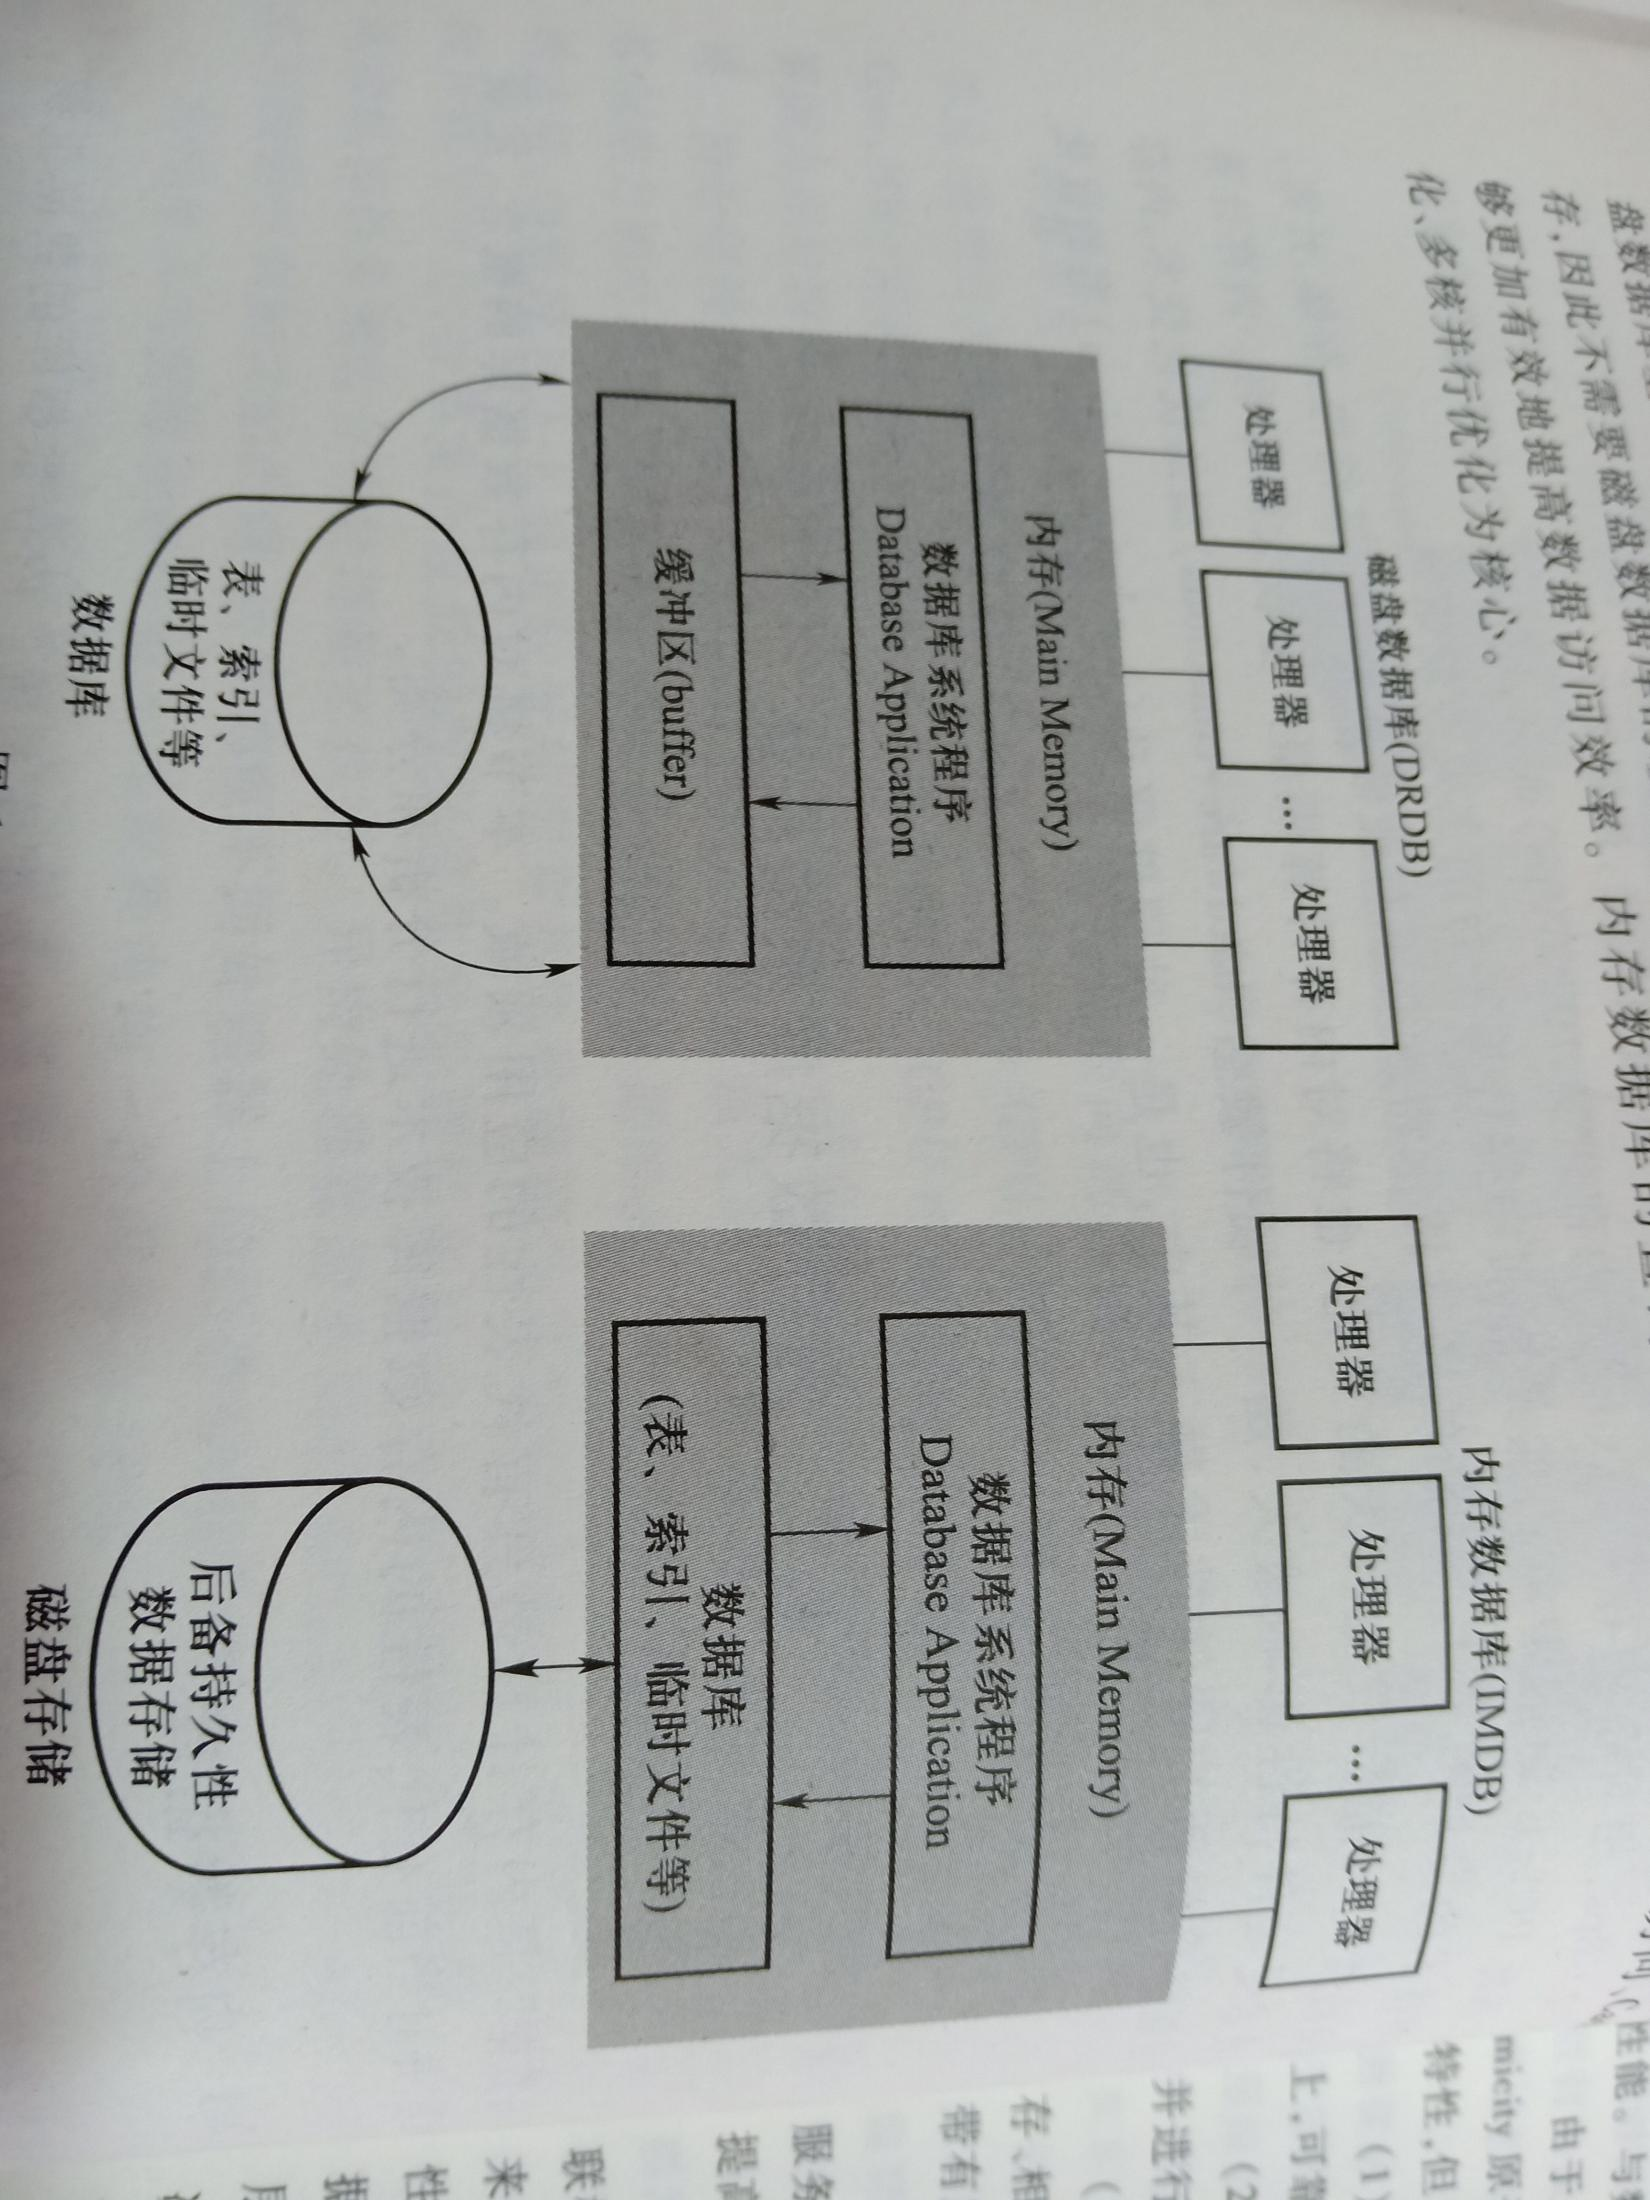 存,因此不需要磁盘数据库
够更加有效地提高数据访问效率。内存数据库的
化、多核并行优化为核心。
磁盘数据库(DRDB)
处理器
处理器
…
处理器
内存(Main Memory)
数据库系统程序
Database Application
缓冲区(buffer)
表、索引、
临时文件等
数据库
内存数据库(IMDB)
处理器
处理器
…
处理器
内存(Main Memory)
数据库系统程序
Database Application
数据库
(表、索引、临时文件等)
后备持久性
数据存储
磁盘存储
性能。与
由于
micity 原
特性,但
(1)
上,可靠
(2
并进行
(
存、相
带有
服务
提高
联
来
性
据